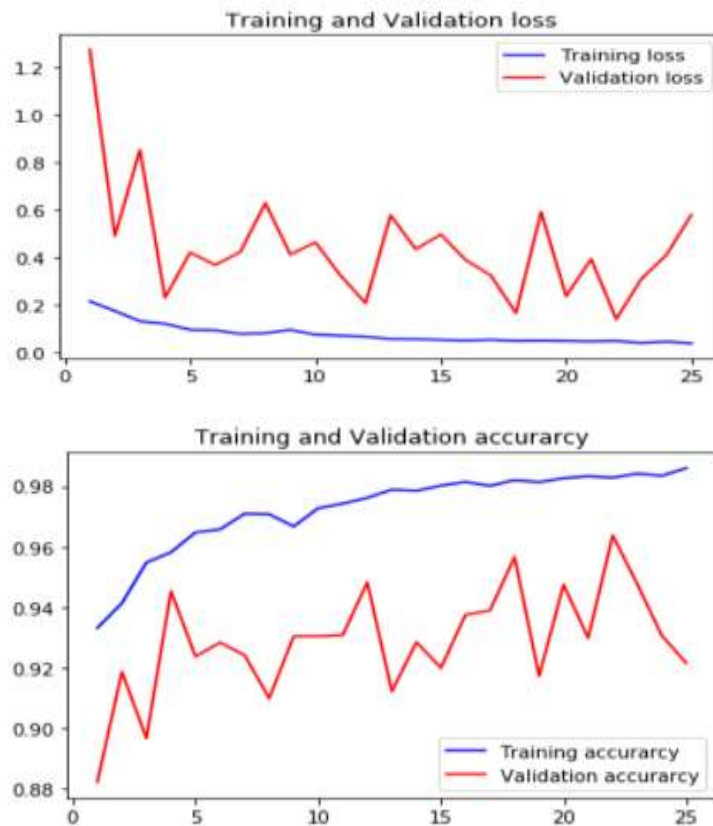 Training and Validation loss
Training loss
Validation loss
1.2
1.0
0.8
0.6
0.4
0.2
0.0
0 5 10 15 20 25
Training and Validation accurarcy
0.98
0.96
0.94
0.92
0.90
0.88
Training accurarcy
Validation accurarcy
0 5 10 15 20 25